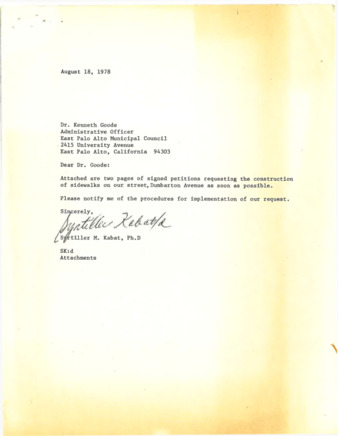 August 18, 1978
Dr. Kenneth Goode
Administrative Officer
East Palo Alto Municipal Council
2415 University Avenue
East Palo Alto, California 94303
Dear Dr. Goode:
Attached are two pages of signed petitions requesting the construction
of sidewalks on our street,Dumbarton Avenue as soon as possible.
Please notify me of the procedures for implementation of our request.
Sincerely,
Syrtiller Kabat/d
Syrtiller M. Kabat, Ph.D
SK:d
Attachments